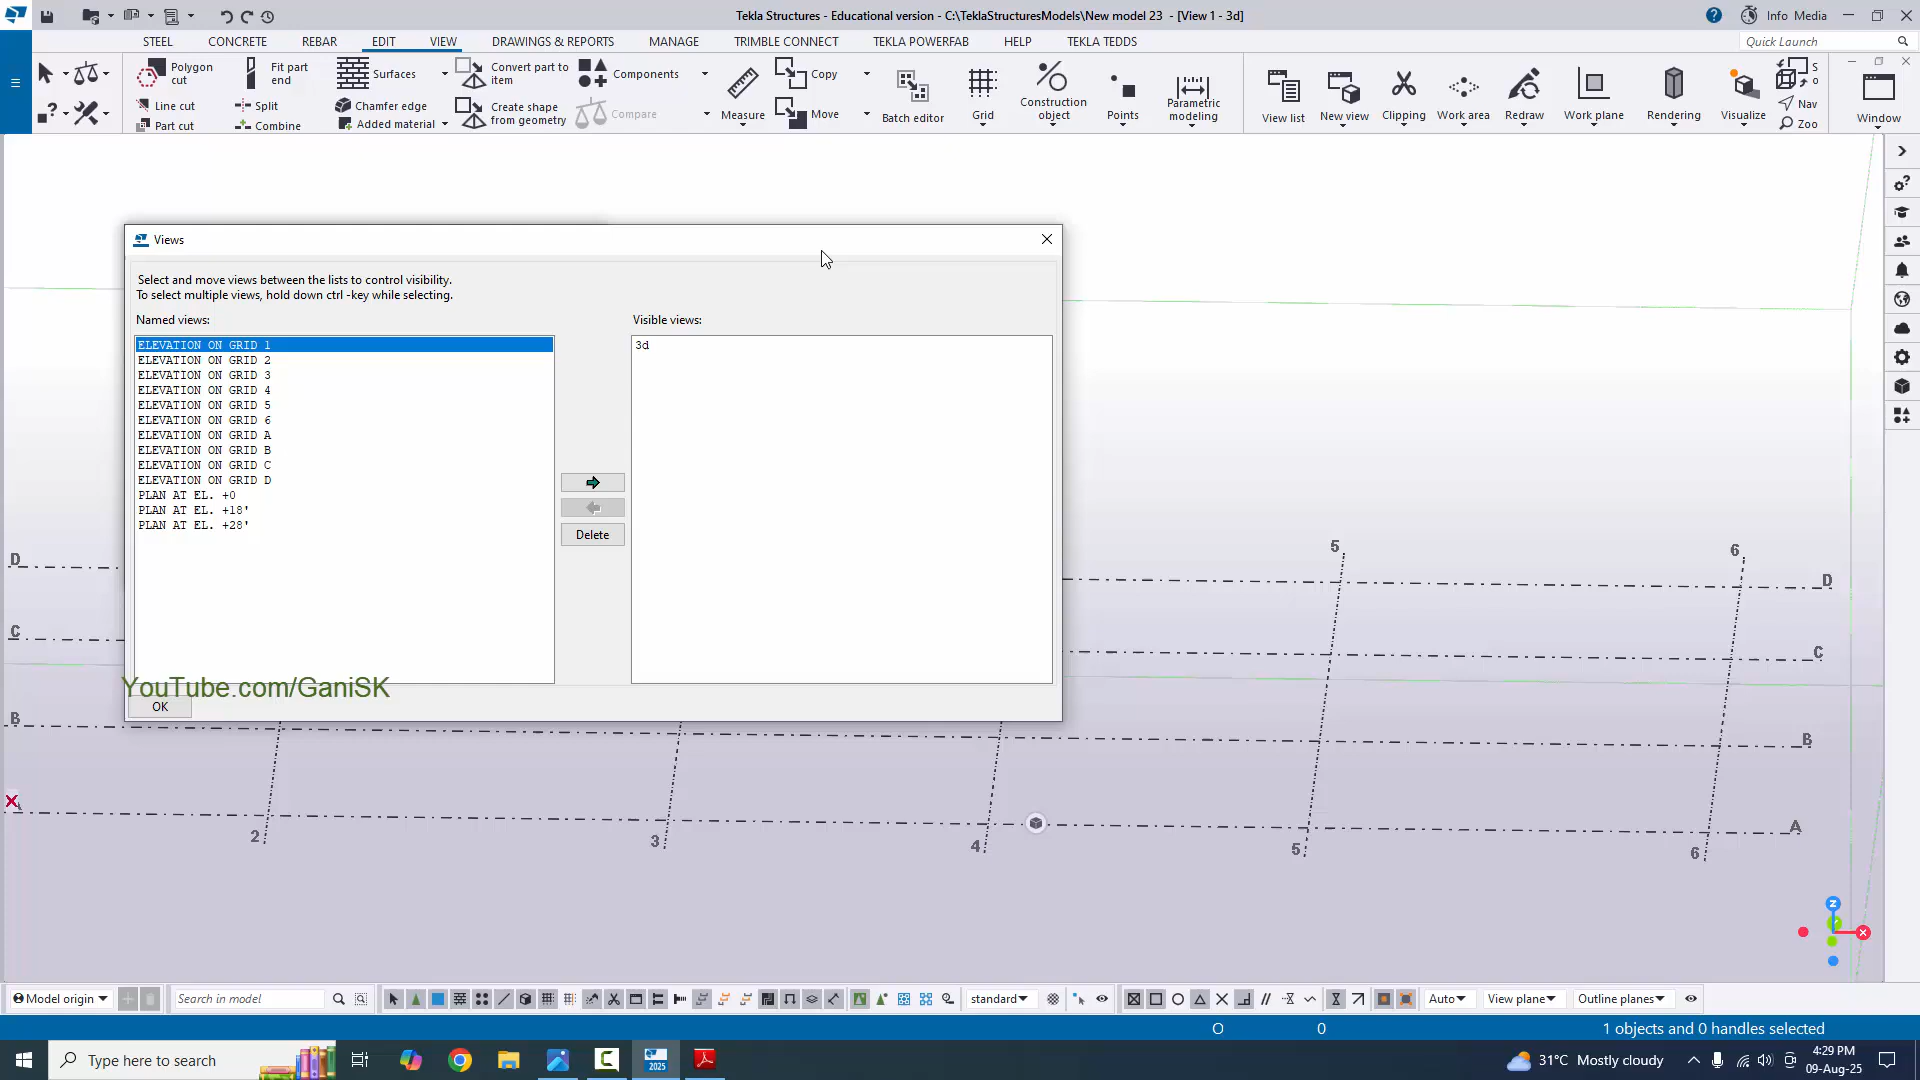 Tekla Structures - Educational version - C:\TeklaStructuresModels\New model 23 - [View 1 - 3d]
Info Media
STEEL CONCRETE REBAR EDIT VIEW DRAWINGS & REPORTS MANAGE TRIMBLE CONNECT TEKLA POWERFAB HELP TEKLA TEDDS
Quick Launch
Polygon cut
Line cut
Part cut
Fit part end
Split
Combine
Surfaces
Chamfer edge
Added material
Convert part to item
Create shape from geometry
Components
Compare
Measure
Copy
Move
Batch editor
Grid
Construction object
Points
Parametric modeling
View list
New view
Clipping
Work area
Redraw
Work plane
Rendering
Visualize
Nav
Zoo
Window
Views
Select and move views between the lists to control visibility.
To select multiple views, hold down ctrl -key while selecting.
Named views:
Visible views:
ELEVATION ON GRID 1
ELEVATION ON GRID 2
ELEVATION ON GRID 3
ELEVATION ON GRID 4
ELEVATION ON GRID 5
ELEVATION ON GRID 6
ELEVATION ON GRID A
ELEVATION ON GRID B
ELEVATION ON GRID C
ELEVATION ON GRID D
PLAN AT EL. +0
PLAN AT EL. +18'
PLAN AT EL. +28'
3d
Delete
YouTube.com/GaniSK
OK
5 6
D D
C C
B B
A
2 3 4 5 6
Z
X
Model origin
Search in model
standard
Auto
View plane
Outline planes
O 0
1 objects and 0 handles selected
Type here to search
2025
31°C Mostly cloudy
4:29 PM
09-Aug-25